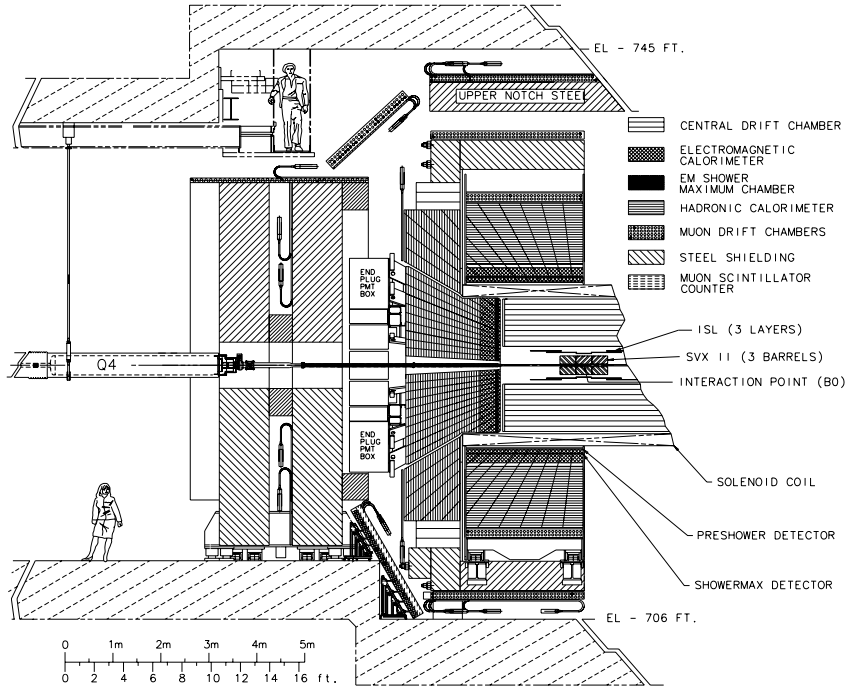 EL - 745 FT.
UPPER NOTCH STEEL
CENTRAL DRIFT CHAMBER
ELECTROMAGNETIC
CALORIMETER
EM SHOWER
MAXIMUM CHAMBER
HADRONIC CALORIMETER
MUON DRIFT CHAMBERS
STEEL SHIELDING
MUON SCINTILLATOR
COUNTER
END
PLUG
PMT
BOX
ISL (3 LAYERS)
SVX II (3 BARRELS)
Q4
INTERACTION POINT (B0)
END
PLUG
PMT
BOX
SOLENOID COIL
PRESHOWER DETECTOR
SHOWERMAX DETECTOR
EL - 706 FT.
0 1m 2m 3m 4m 5m
0 2 4 6 8 10 12 14 16 ft.